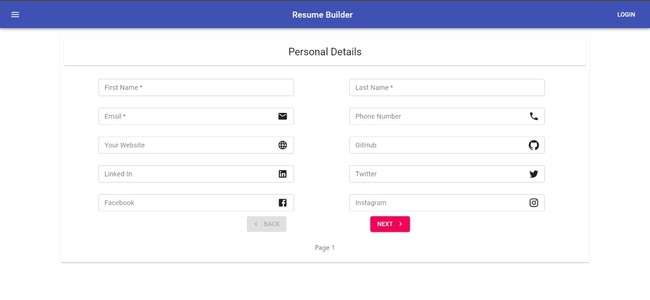 Resume Builder LOGIN
Personal Details
First Name * Last Name *
Email * Phone Number
Your Website GitHub
Linked In Twitter
Facebook Instagram
BACK NEXT
Page 1